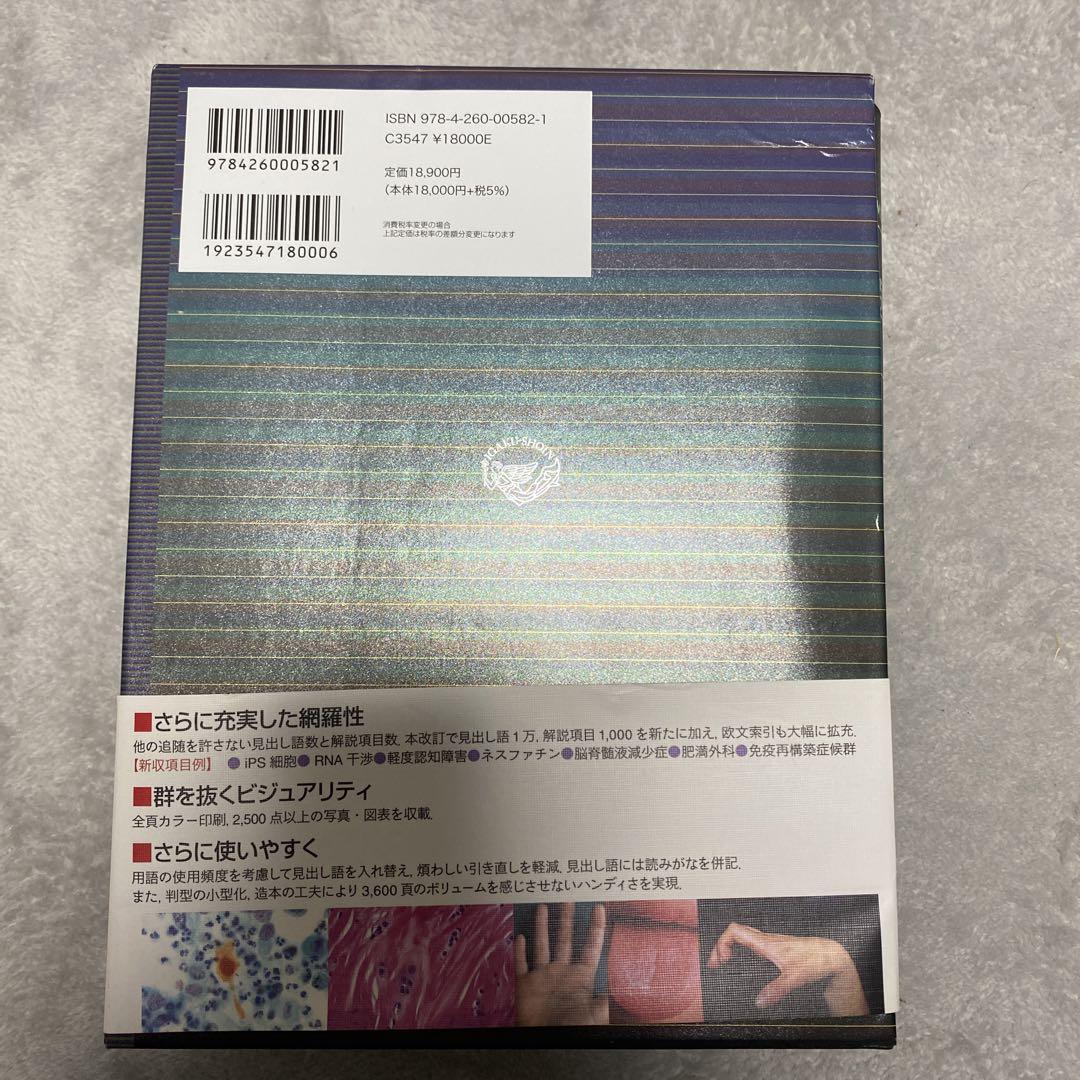 ISBN 978-4-260-00582-1
C3547 ¥18000E
9784260005821
定価18,900円
（本体18,000円+税5%）
1923547180006
消費税率変更の場合
上記定価は税率の差額分変更になります
IGAKU-SHOIN
■さらに充実した網羅性
他の追随を許さない見出し語数と解説項目数. 本改訂で見出し語1万, 解説項目1,000を新たに加え, 欧文索引も大幅に拡充.
【新収項目例】 ●iPS細胞●RNA干渉●軽度認知障害●ネスファチン●脳脊髄液減少症●肥満外科●免疫再構築症候群
■群を抜くビジュアリティ
全頁カラー印刷, 2,500点以上の写真・図表を収載.
■さらに使いやすく
用語の使用頻度を考慮して見出し語を入れ替え, 煩わしい引き直しを軽減. 見出し語には読みがなを併記.
また, 判型の小型化, 造本の工夫により3,600頁のボリュームを感じさせないハンディさを実現.